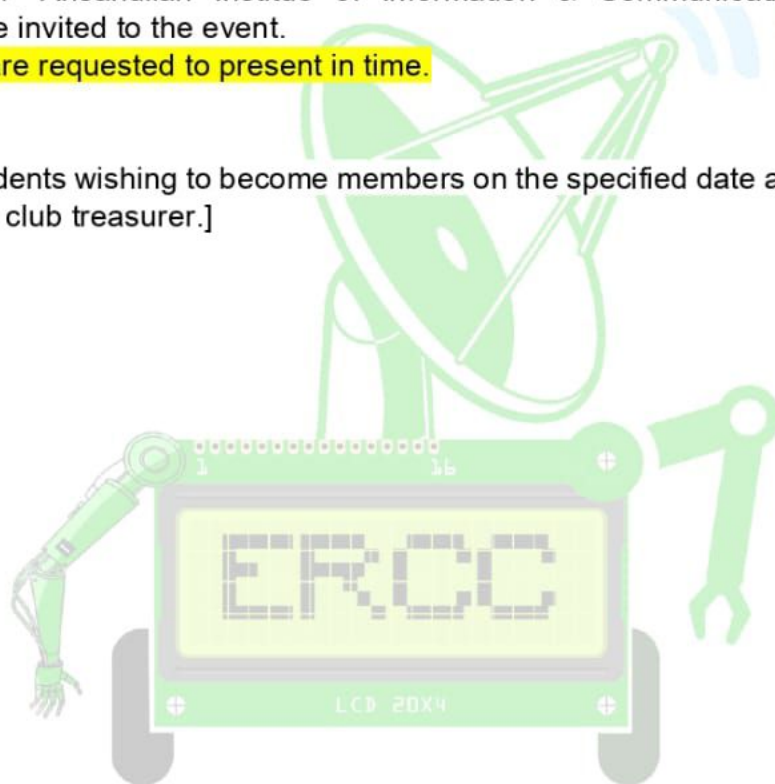 e invited to the event.
are requested to present in time.
dents wishing to become members on the specified date a
club treasurer.]
1 16
ERCC
LCD 20X4